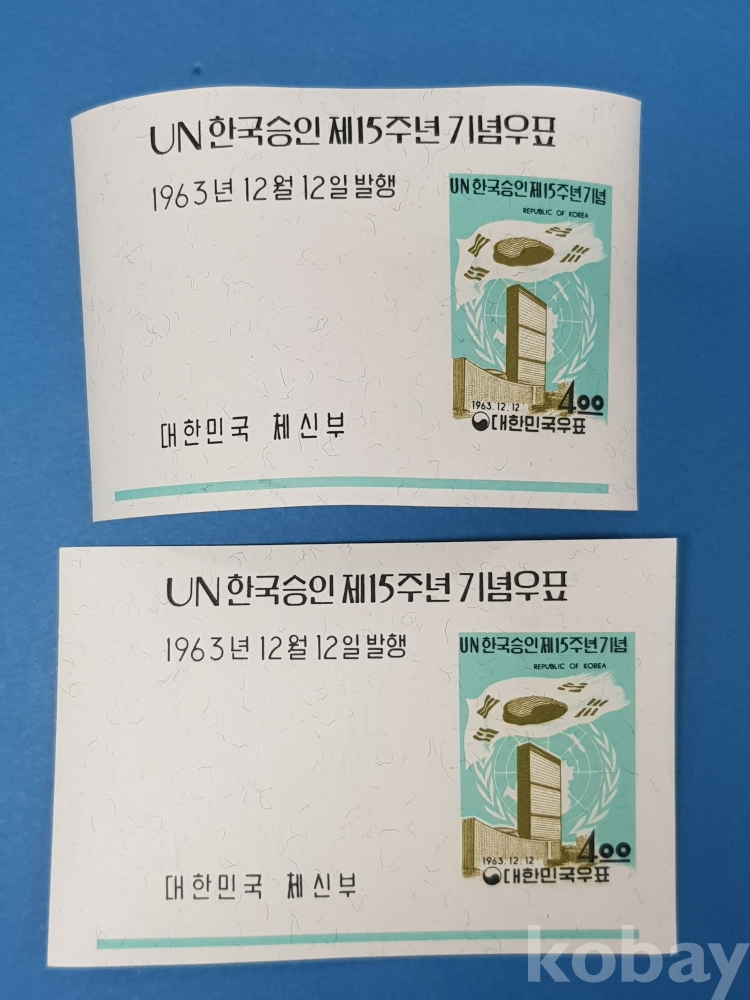 UN 한국승인 제15주년 기념우표
1963년 12월 12일 발행
UN 한국승인제15주년기념
REPUBLIC OF KOREA
1963.12.12
4.00
대한민국우표
대한민국 체신부
UN 한국승인 제15주년 기념우표
1963년 12월 12일 발행
UN 한국승인제15주년기념
REPUBLIC OF KOREA
1963.12.12
4.00
대한민국우표
대한민국 체신부
kobay